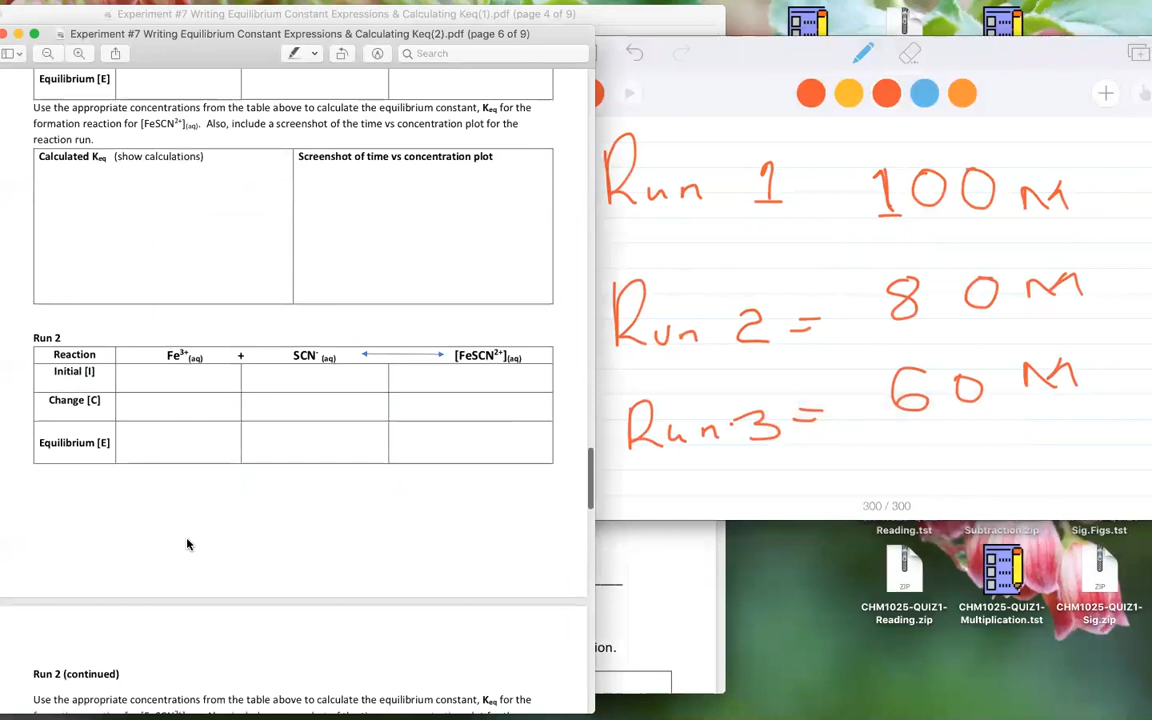 Experiment #7 Writing Equilibrium Constant Expressions & Calculating Keq(1).pdf (page 4 of 9)
Experiment #7 Writing Equilibrium Constant Expressions & Calculating Keq(2).pdf (page 6 of 9)
Search
Equilibrium [E]
Use the appropriate concentrations from the table above to calculate the equilibrium constant, Keq for the
formation reaction for [FeSCN²⁺](aq). Also, include a screenshot of the time vs concentration plot for the
reaction run.
Calculated Keq (show calculations) Screenshot of time vs concentration plot
Run 2
Reaction Fe³⁺(aq) + SCN⁻ (aq) [FeSCN²⁺](aq)
Initial [I]
Change [C]
Equilibrium [E]
Run 2 (continued)
Use the appropriate concentrations from the table above to calculate the equilibrium constant, Keq for the
Run 1 100 M
Run 2 = 80 M
Run 3 = 60 M
300 / 300
Reading.tst
Subtraction.zip
Sig.Figs.tst
ZIP
ZIP
CHM1025-QUIZ1-
Reading.zip
CHM1025-QUIZ1-
Multiplication.tst
CHM1025-QUIZ1-
Sig.zip
ion.